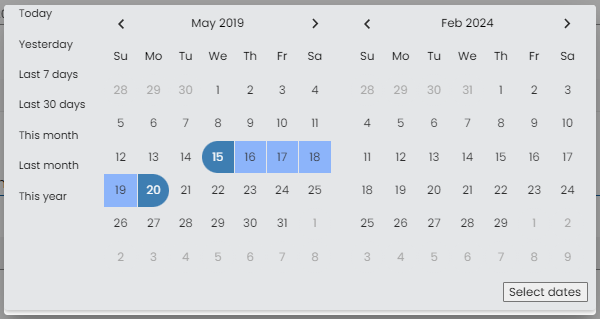 Today
Yesterday
Last 7 days
Last 30 days
This month
Last month
This year
May 2019
Su Mo Tu We Th Fr Sa
28 29 30 1 2 3 4
5 6 7 8 9 10 11
12 13 14 15 16 17 18
19 20 21 22 23 24 25
26 27 28 29 30 31 1
2 3 4 5 6 7 8
Feb 2024
Su Mo Tu We Th Fr Sa
28 29 30 31 1 2 3
4 5 6 7 8 9 10
11 12 13 14 15 16 17
18 19 20 21 22 23 24
25 26 27 28 29 1 2
3 4 5 6 7 8 9
Select dates